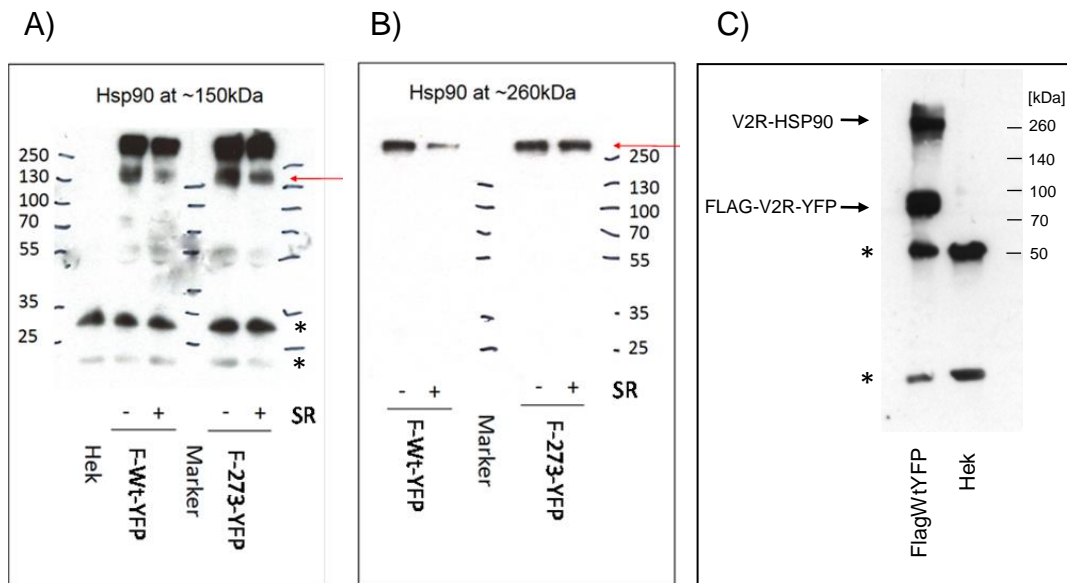 A)
Hsp90 at ~150kDa
250
130
100
70
55
35
25
*
*
- + - + SR
Hek
F-Wt-YFP
Marker
F-273-YFP
B)
Hsp90 at ~260kDa
250
130
100
70
55
35
25
- + - + SR
F-Wt-YFP
Marker
F-273-YFP
C)
[kDa]
V2R-HSP90
260
140
100
FLAG-V2R-YFP
70
* 50
*
FlagWtYFP
Hek